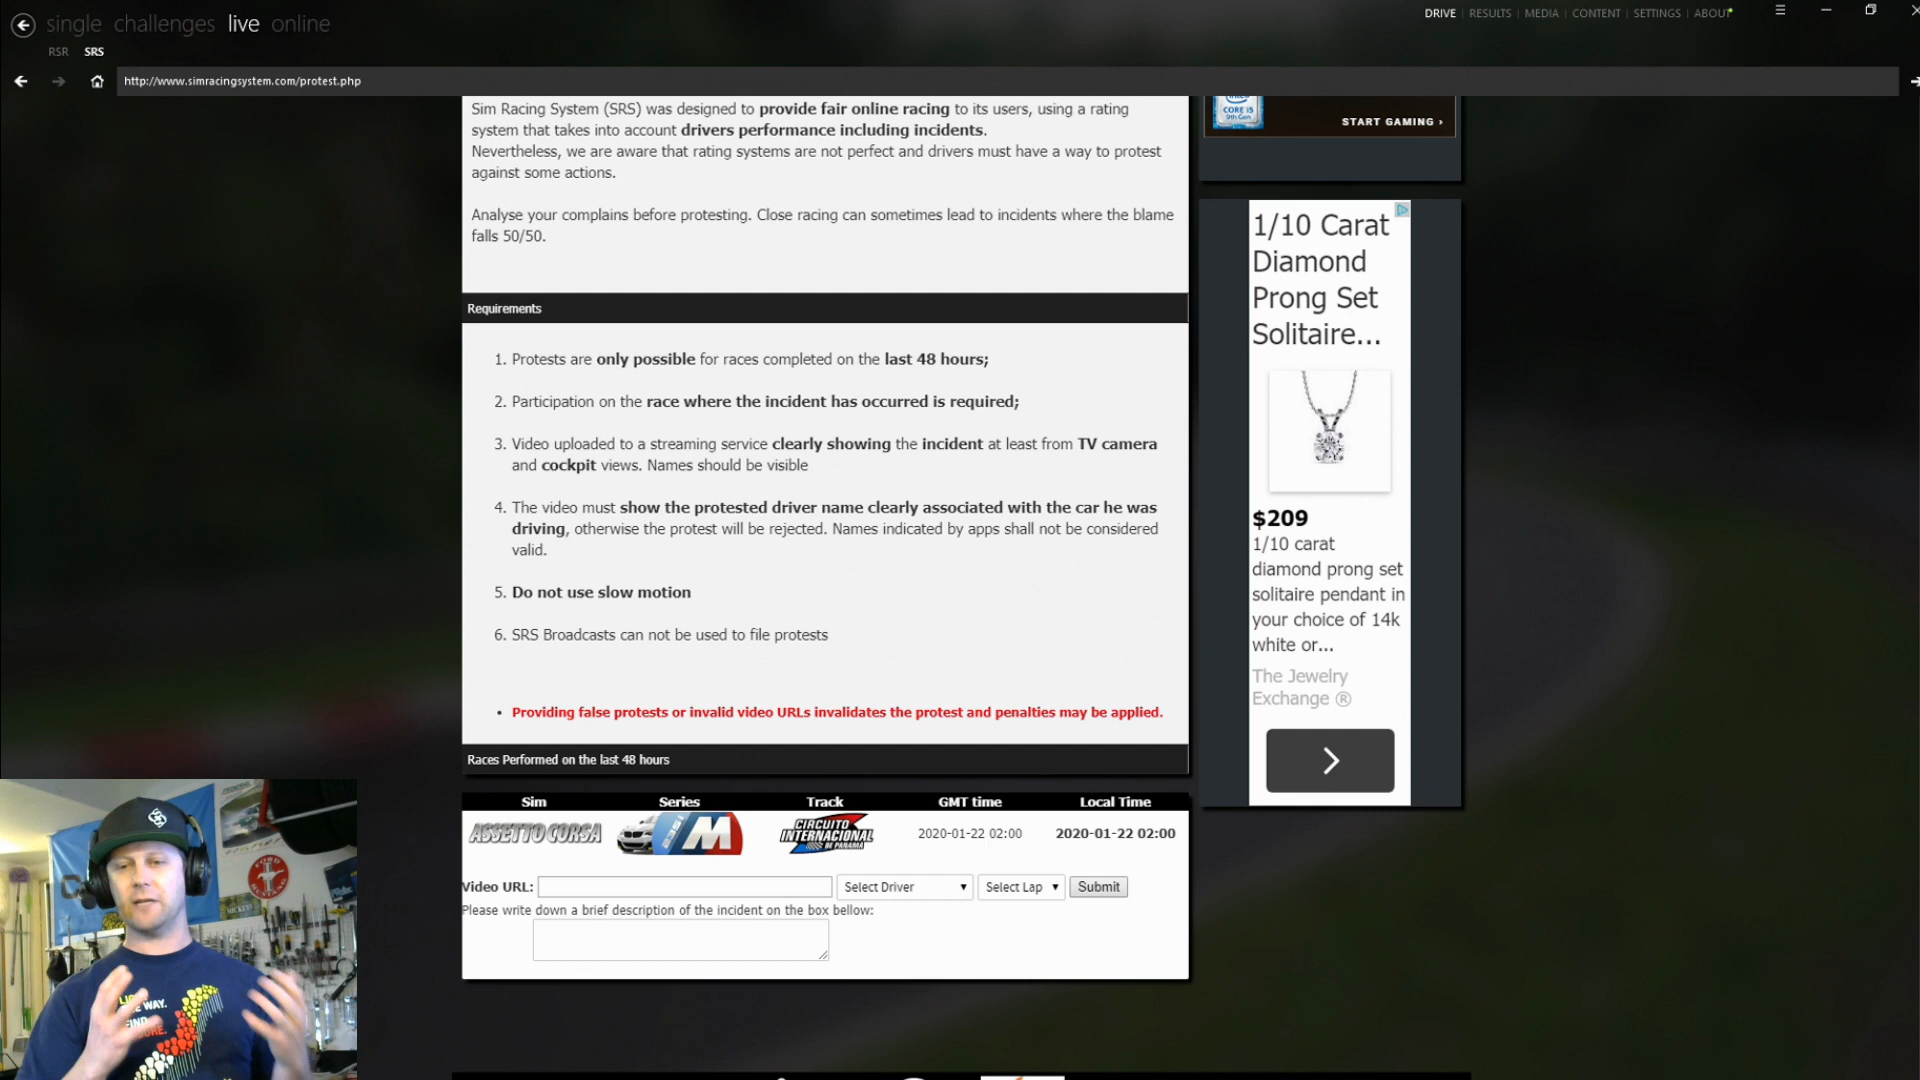 single challenges live online
DRIVE | RESULTS | MEDIA | CONTENT | SETTINGS | ABOUT
RSR SRS
http://www.simracingsystem.com/protest.php
Sim Racing System (SRS) was designed to provide fair online racing to its users, using a rating
system that takes into account drivers performance including incidents.
Nevertheless, we are aware that rating systems are not perfect and drivers must have a way to protest
against some actions.
Analyse your complains before protesting. Close racing can sometimes lead to incidents where the blame
falls 50/50.
Requirements
1. Protests are only possible for races completed on the last 48 hours;
2. Participation on the race where the incident has occurred is required;
3. Video uploaded to a streaming service clearly showing the incident at least from TV camera
and cockpit views. Names should be visible
4. The video must show the protested driver name clearly associated with the car he was
driving, otherwise the protest will be rejected. Names indicated by apps shall not be considered
valid.
5. Do not use slow motion
6. SRS Broadcasts can not be used to file protests
• Providing false protests or invalid video URLs invalidates the protest and penalties may be applied.
Races Performed on the last 48 hours
Sim Series Track GMT time Local Time
ASSETTO CORSA M235i M CIRCUITO INTERNACIONAL DE PANAMÁ 2020-01-22 02:00 2020-01-22 02:00
Video URL: Select Driver Select Lap Submit
Please write down a brief description of the incident on the box bellow:
CORE i5
9th Gen
START GAMING ›
1/10 Carat
Diamond
Prong Set
Solitaire...
$209
1/10 carat
diamond prong set
solitaire pendant in
your choice of 14k
white or...
The Jewelry
Exchange ®
FORD
MUSTANG